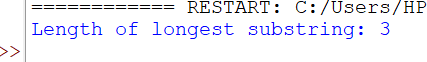 ============ RESTART: C:/Users/HP
Length of longest substring: 3
>>